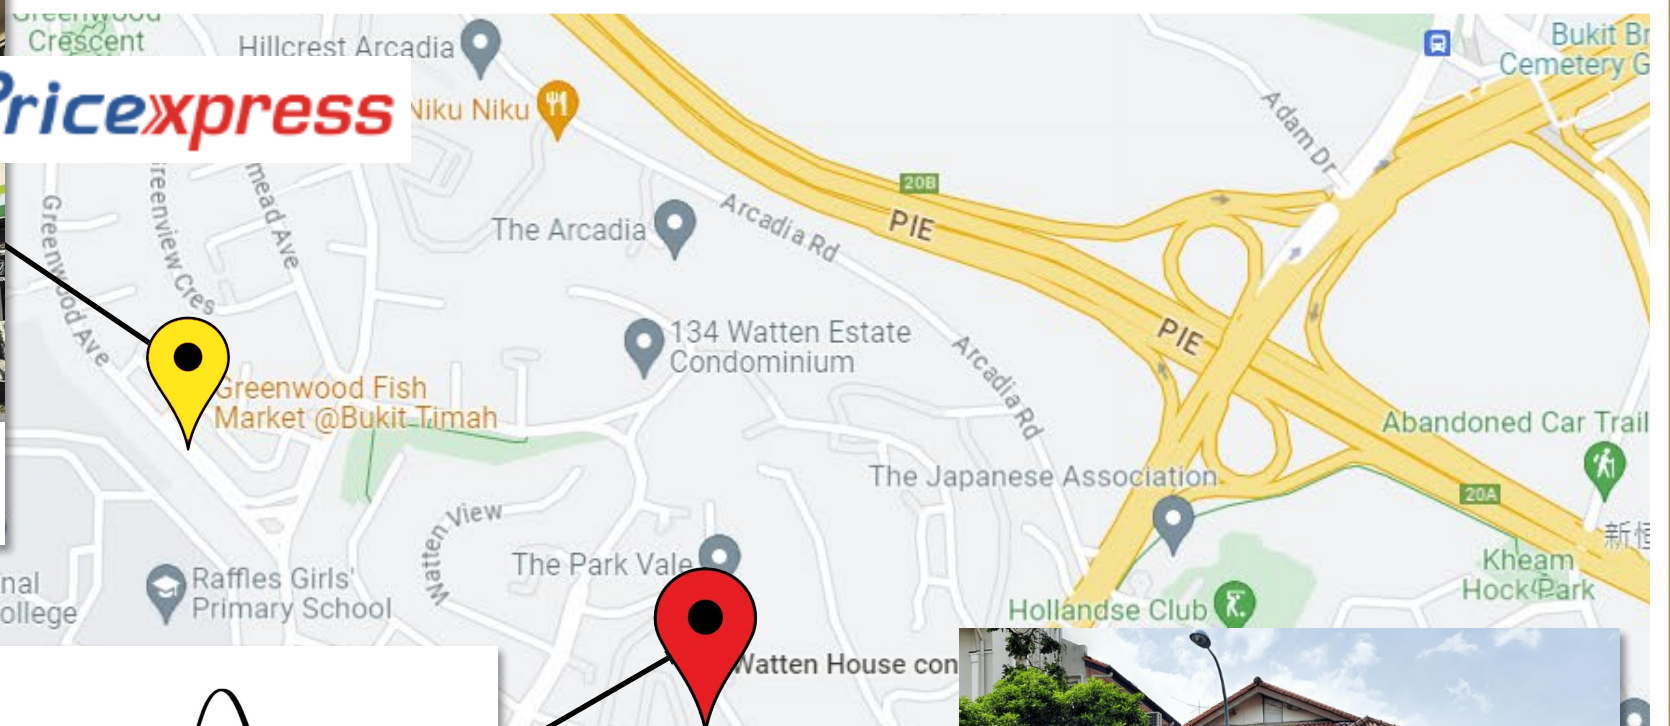 Greenwood
Crescent
Hillcrest Arcadia
Bukit Br
Cemetery G
Pricexpress
Niku Niku
Adam Dr
20B
mead Ave
reenview Cres
Greenwood Ave
Arcadia Rd
PIE
The Arcadia
134 Watten Estate
Condominium
PIE
Arcadia Rd
Greenwood Fish
Market @Bukit Timah
Abandoned Car Trail
The Japanese Association
20A
Watten View
新恒
The Park Vale
Kheam
Hock Park
nal
ollege
Raffles Girls'
Primary School
Hollandse Club
Watten House con